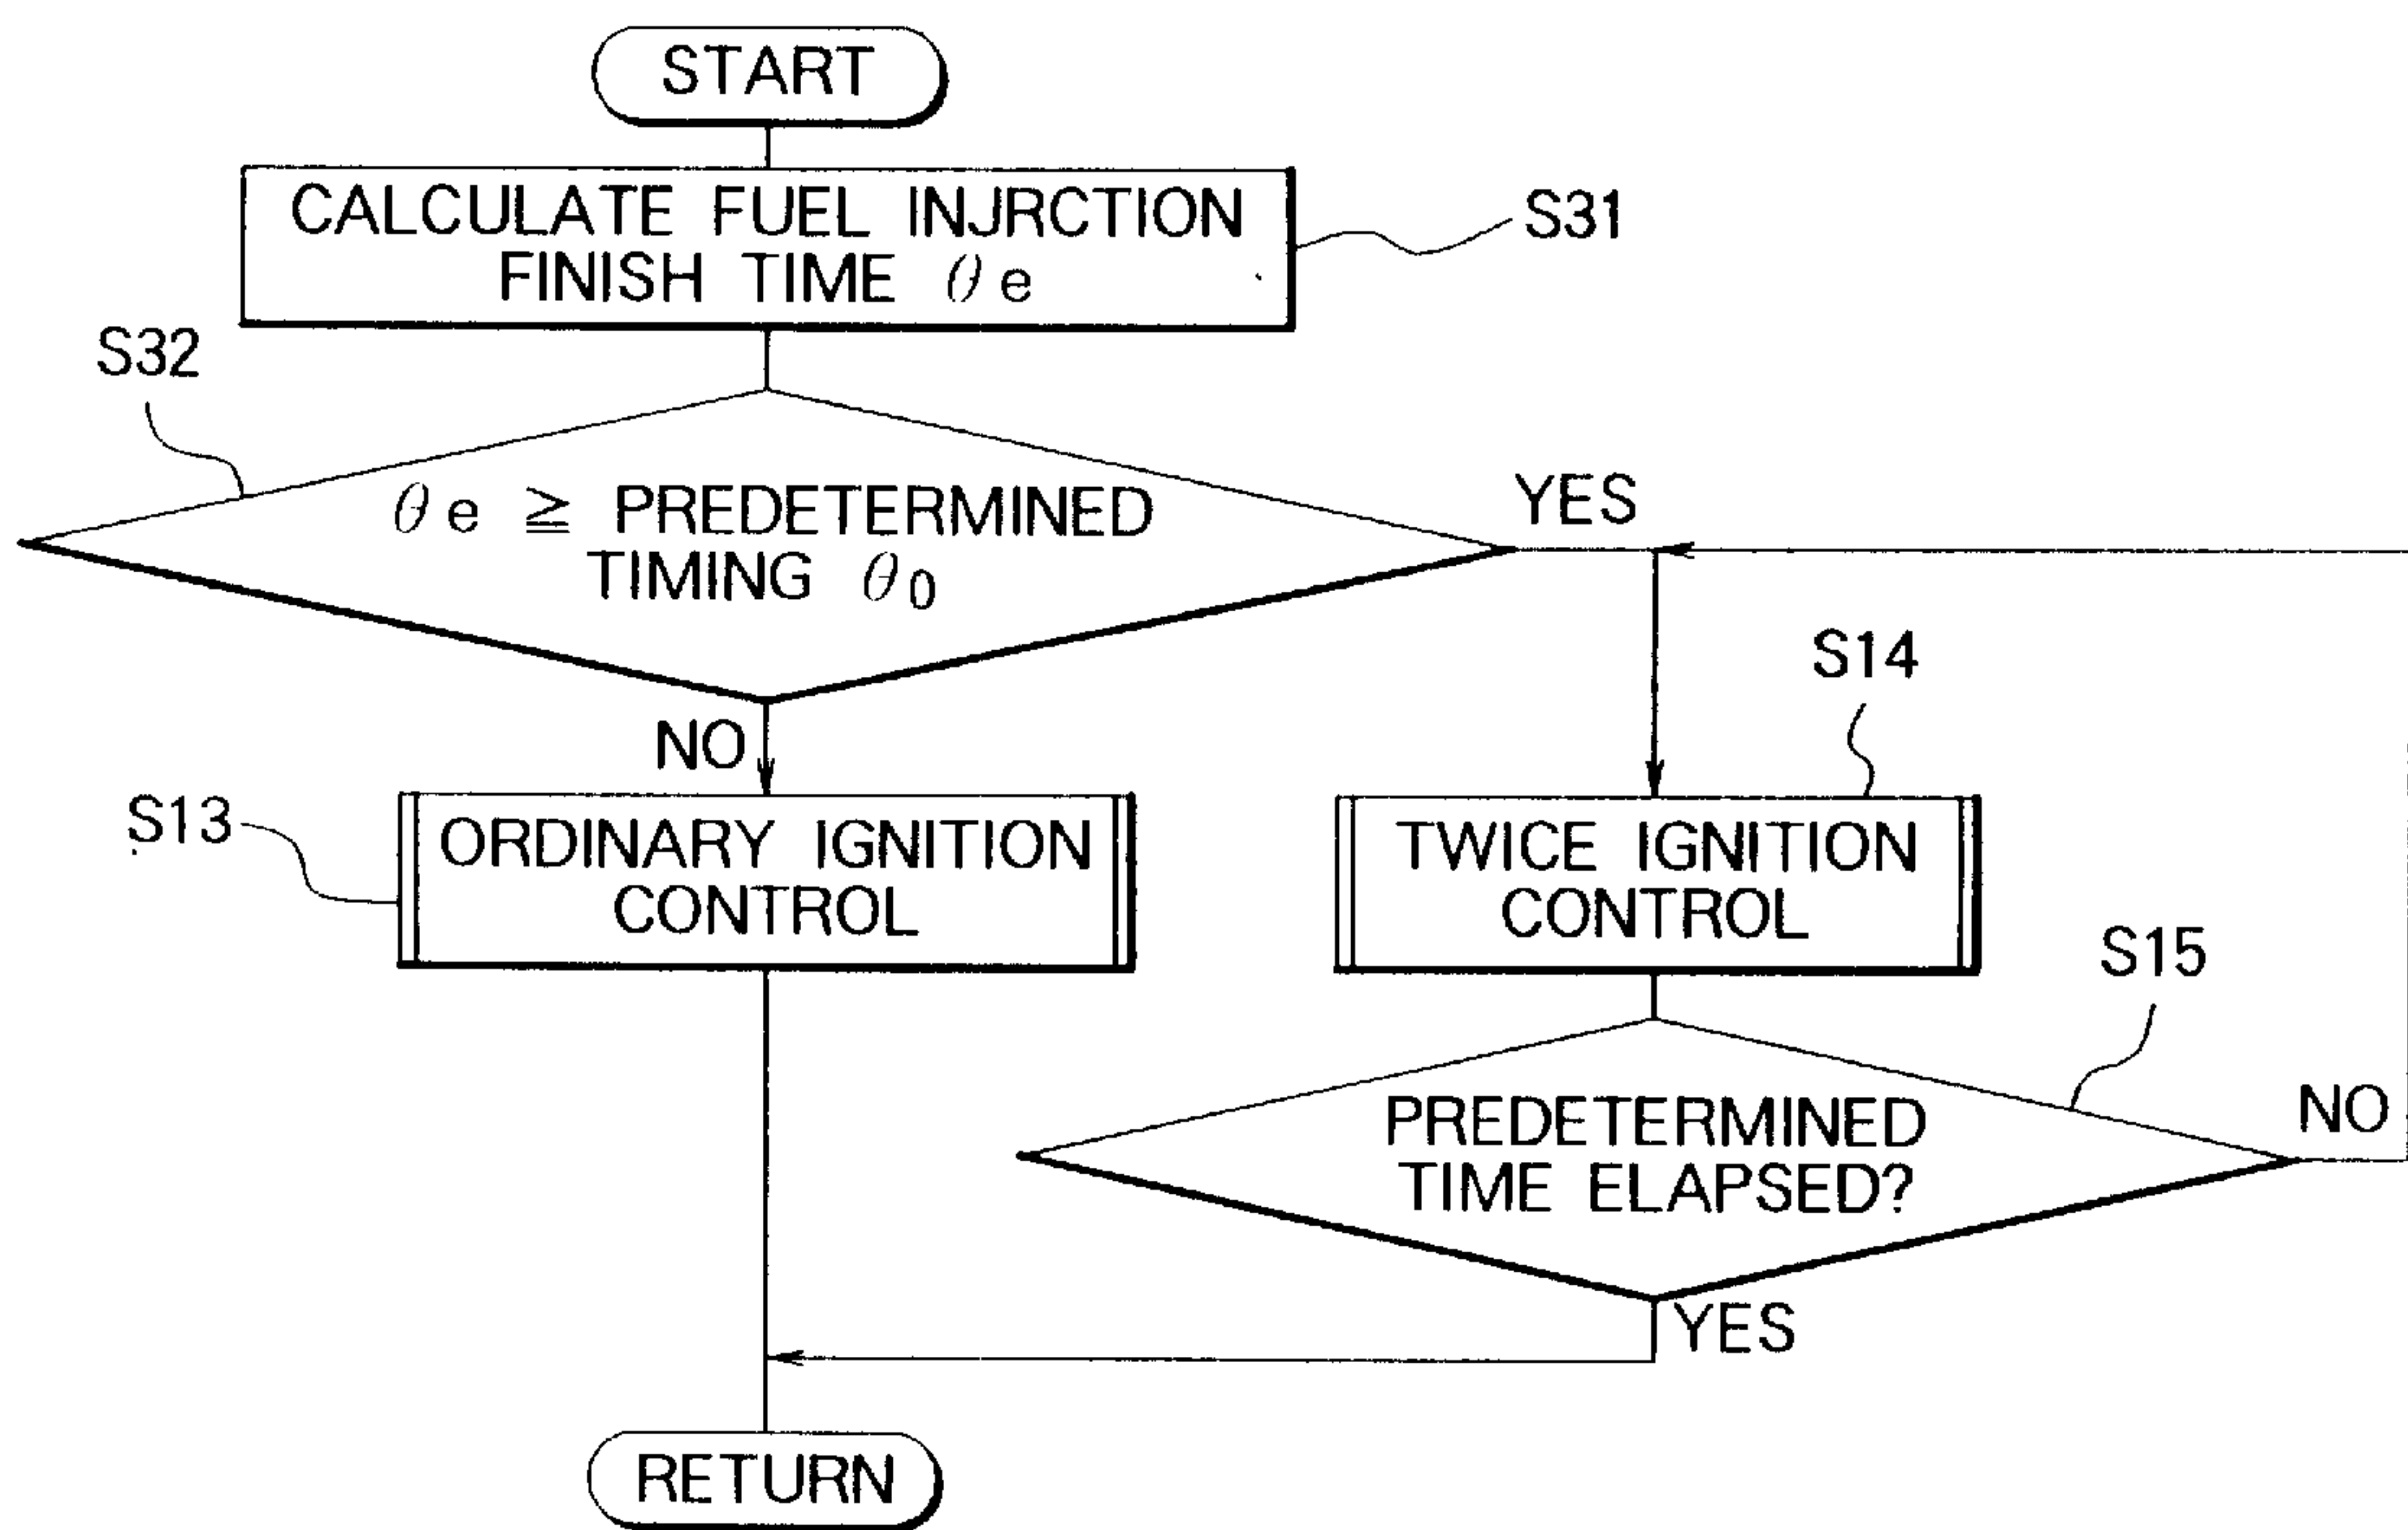 START
CALCULATE FUEL INJRCTION
FINISH TIME θe
S31
S32
θe ≧ PREDETERMINED
TIMING θ0
YES
NO
S13
ORDINARY IGNITION
CONTROL
S14
TWICE IGNITION
CONTROL
S15
PREDETERMINED
TIME ELAPSED?
NO
YES
RETURN